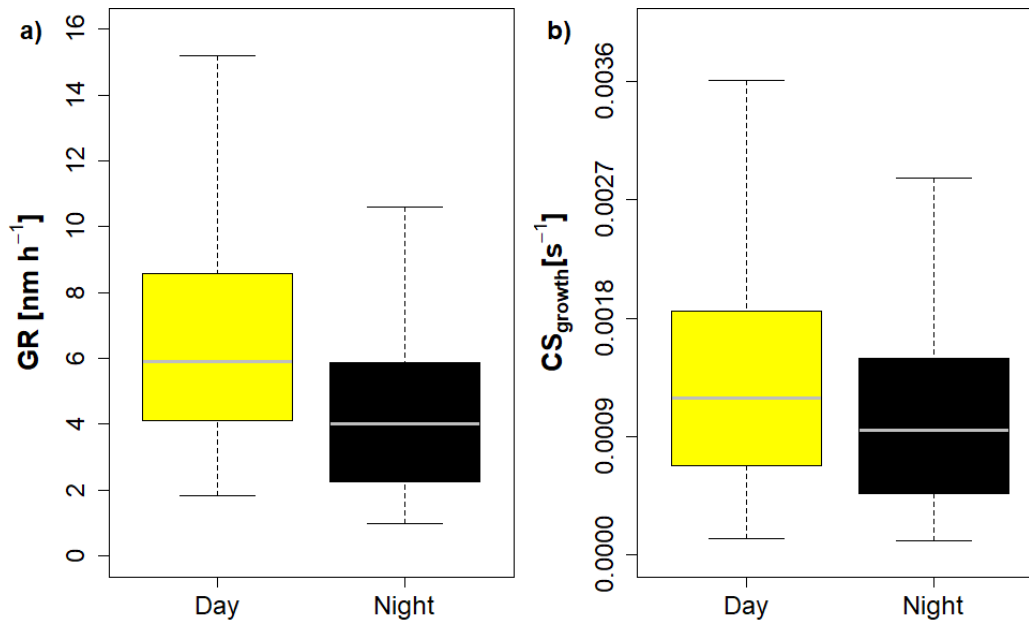 a)
GR [nm h⁻¹]
16
14
12
10
8
6
4
2
0
Day Night
b)
CSgrowth[s⁻¹]
0.0036
0.0027
0.0018
0.0009
0.0000
Day Night